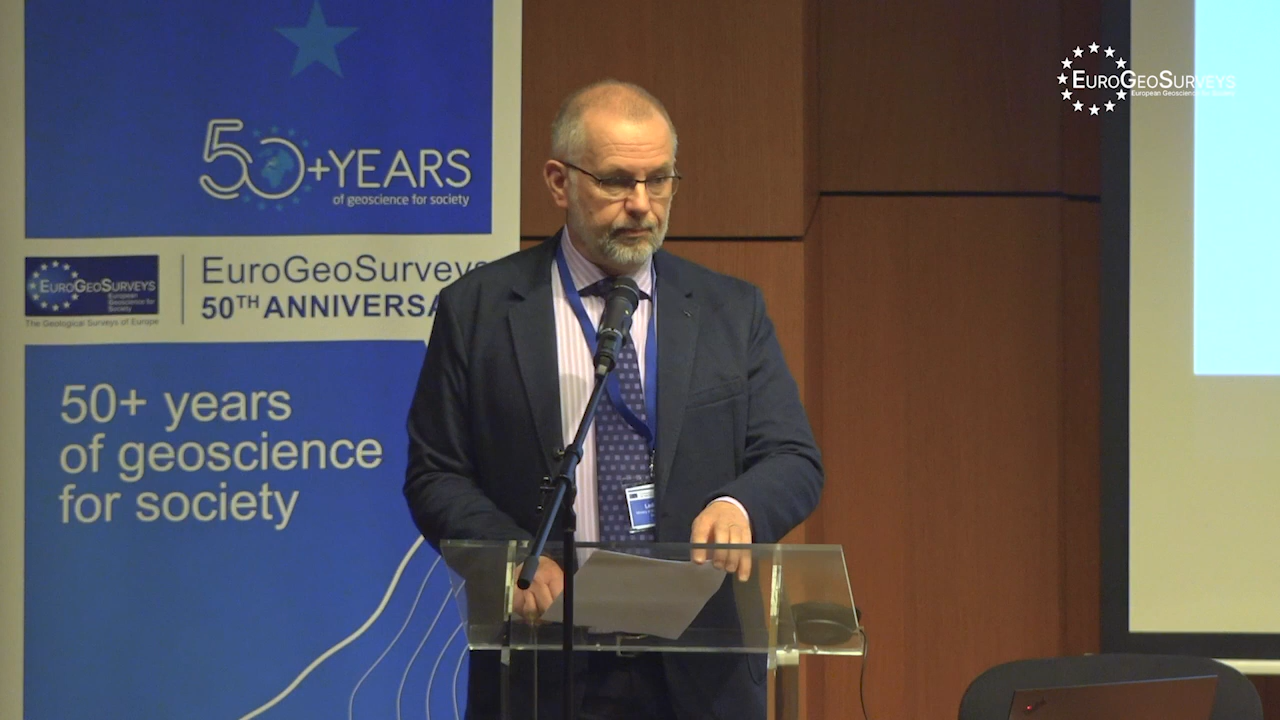 50+YEARS
of geoscience for society
EUROGEOSURVEYS
European
Geoscience for
Society
The Geological Surveys of Europe
EuroGeoSurveys
50TH ANNIVERSA
50+ years
of geoscience
for society
EUROGEOSURVEYS
European Geoscience for Society